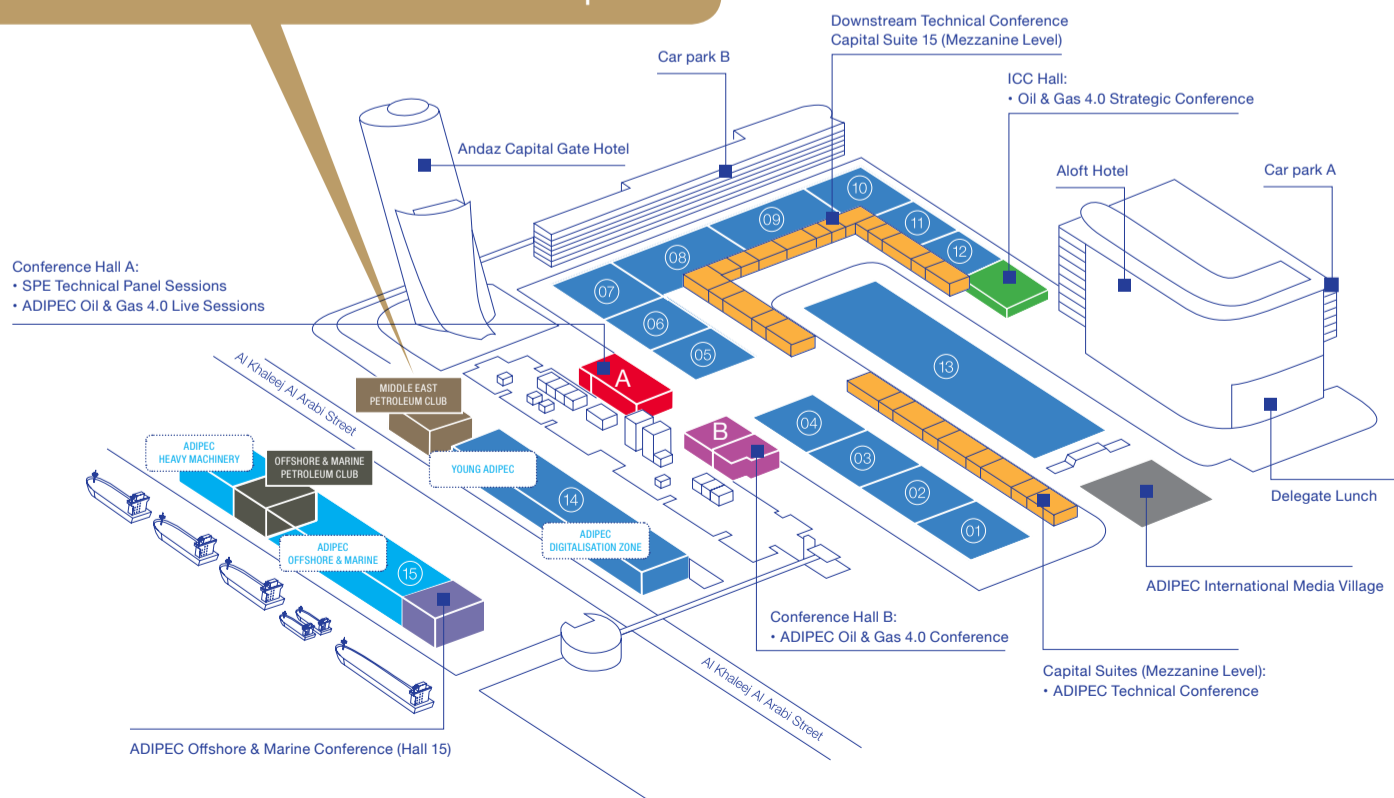 Downstream Technical Conference
Capital Suite 15 (Mezzanine Level)
Car park B
ICC Hall:
• Oil & Gas 4.0 Strategic Conference
Andaz Capital Gate Hotel
Aloft Hotel
Car park A
10
09
11
12
08
07
06
05
13
Conference Hall A:
• SPE Technical Panel Sessions
• ADIPEC Oil & Gas 4.0 Live Sessions
A
B
04
03
02
01
Al Khaleej Al Arabi Street
MIDDLE EAST
PETROLEUM CLUB
ADIPEC
HEAVY MACHINERY
OFFSHORE & MARINE
PETROLEUM CLUB
YOUNG ADIPEC
14
ADIPEC
DIGITALISATION ZONE
ADIPEC
OFFSHORE & MARINE
15
Delegate Lunch
ADIPEC International Media Village
Conference Hall B:
• ADIPEC Oil & Gas 4.0 Conference
Al Khaleej Al Arabi Street
Capital Suites (Mezzanine Level):
• ADIPEC Technical Conference
ADIPEC Offshore & Marine Conference (Hall 15)